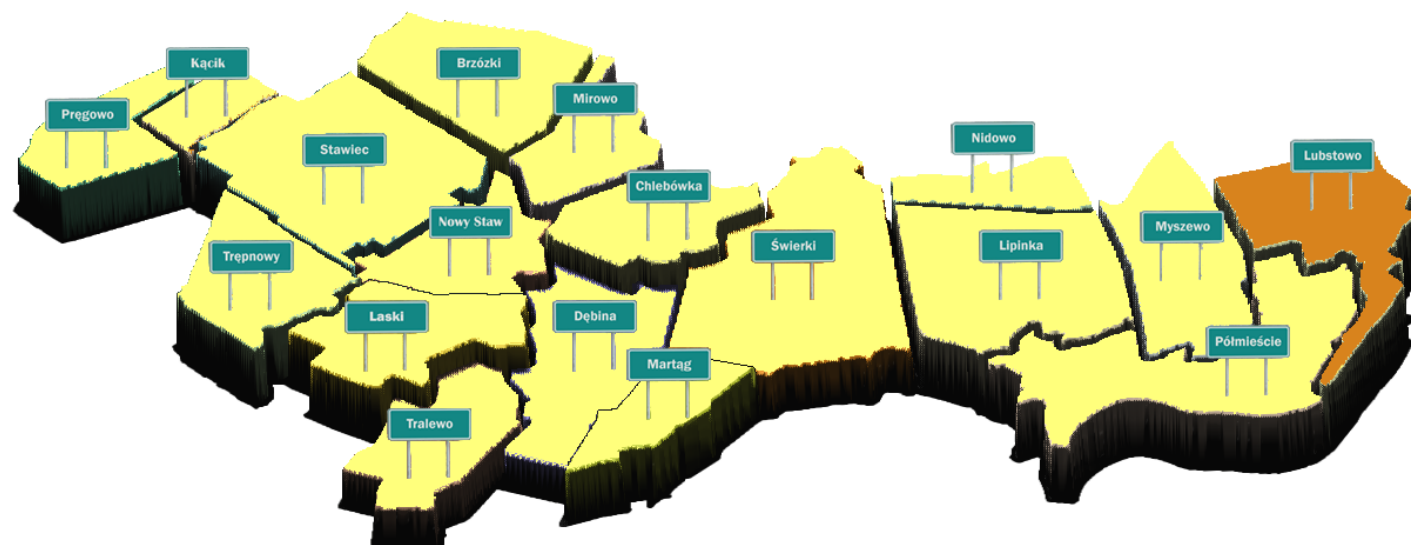 Kącik
Brzózki
Pręgowo
Mirowo
Stawiec
Nidowo
Lubstowo
Chlebówka
Nowy Staw
Myszewo
Trępnowy
Świerki
Lipinka
Laski
Dębina
Półmieście
Martąg
Tralewo